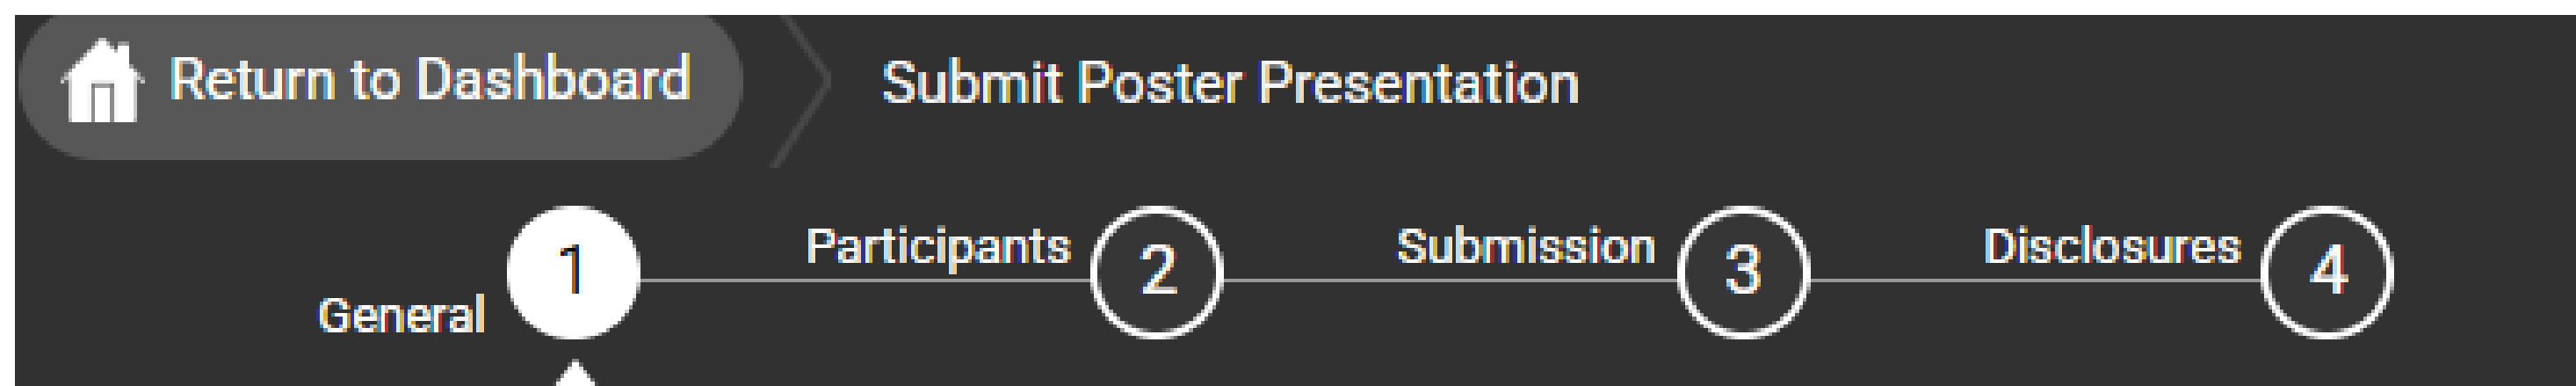 Return to Dashboard
Submit Poster Presentation
General 1
Participants 2
Submission 3
Disclosures 4